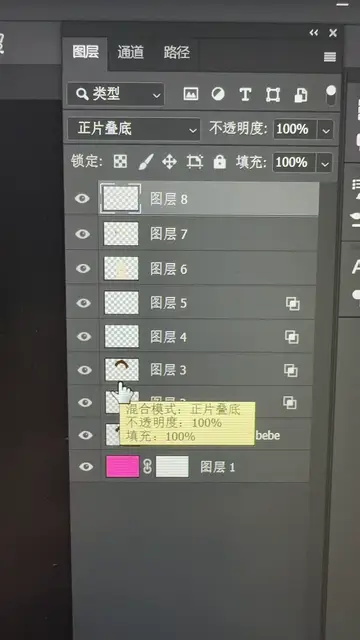 图层 通道 路径
类型
正片叠底 不透明度: 100%
锁定: 填充: 100%
图层 8
图层 7
图层 6
图层 5
图层 4
图层 3
混合模式: 正片叠底
不透明度: 100%
填充: 100%
bebe
图层 1